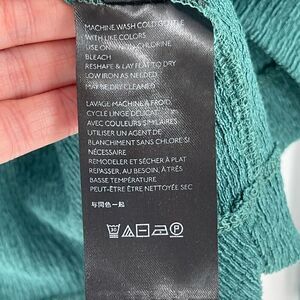 MACHINE WASH COLD GENTLE
WITH LIKE COLORS
USE ON NON-CHLORINE
BLEACH
RESHAPE & LAY FLAT TO DRY
LOW IRON AS NEEDED
MAY BE DRY CLEANED
LAVAGE MACHINE A FROID,
CYCLE LINGE DELICAT
AVEC COULEURS SIMILAIRES
UTILISER UN AGENT DE
BLANCHIMENT SANS CHLORE SI
NÉCESSAIRE
REMODELER ET SÉCHER À PLAT
REPASSER, AU BESOIN, À TRÈS
BASSE TEMPÉRATURE
PEUT-ÊTRE ÊTRE NETTOYÉE SEC
与同色一起